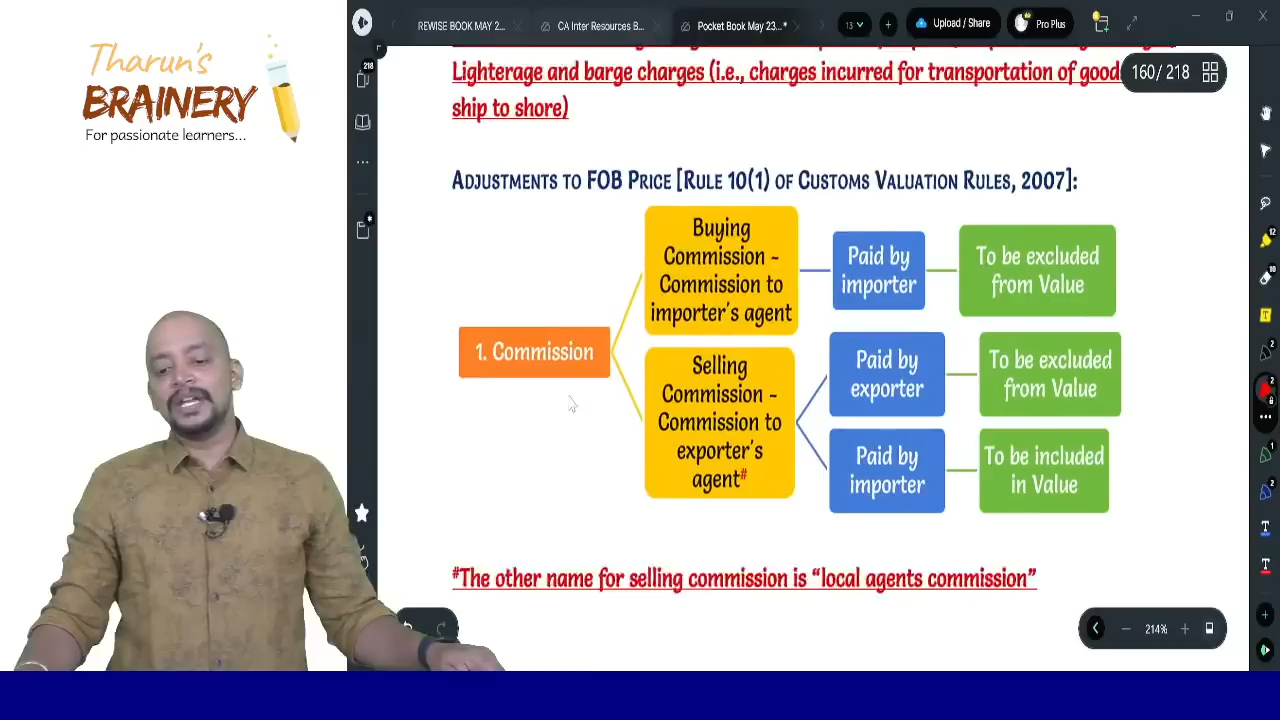 Tharun's
BRAINERY
For passionate learners...
REWISE BOOK MAY 2...
CA Inter Resources B...
Pocket Book May 23...*
13
Upload / Share
Pro Plus
218
160/ 218
Lighterage and barge charges (i.e., charges incurred for transportation of good
ship to shore)
ADJUSTMENTS TO FOB PRICE [RULE 10(1) OF CUSTOMS VALUATION RULES, 2007]:
1. Commission
Buying
Commission -
Commission to
importer's agent
Paid by
importer
To be excluded
from Value
Selling
Commission -
Commission to
exporter's
agent#
Paid by
exporter
To be excluded
from Value
Paid by
importer
To be included
in Value
#The other name for selling commission is “local agents commission”
214%